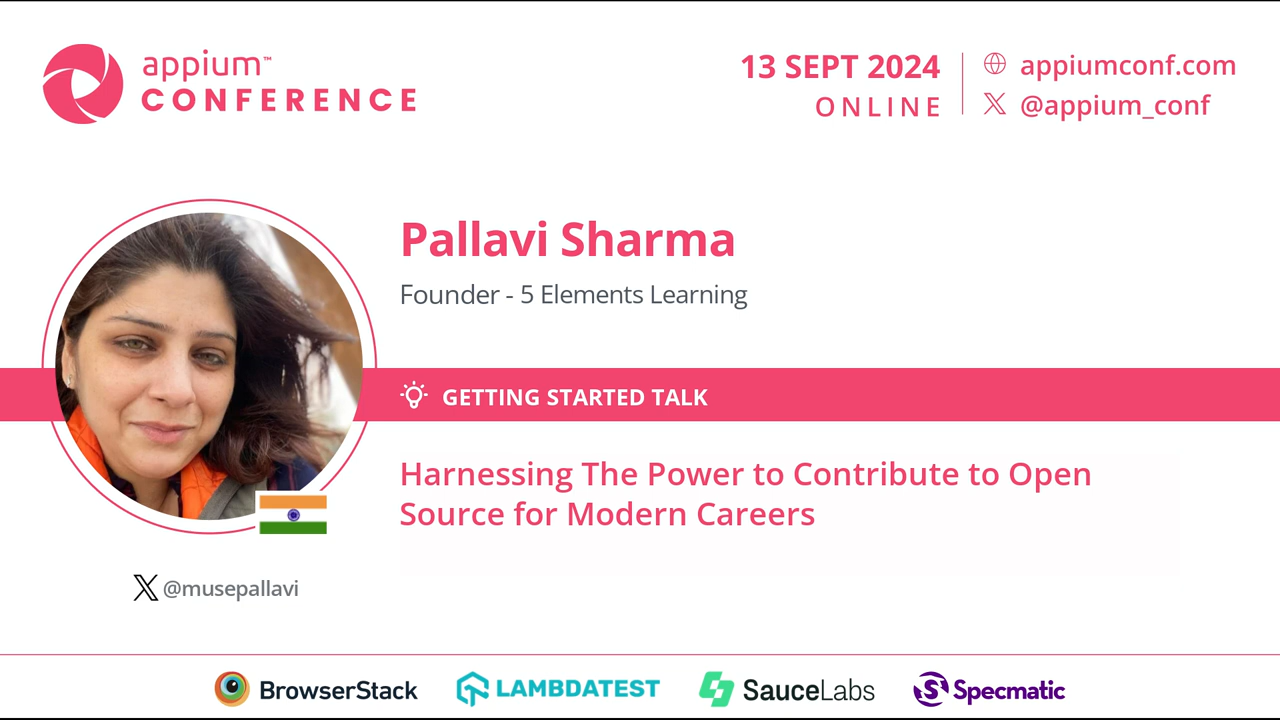 appium™
CONFERENCE
13 SEPT 2024
ONLINE
appiumconf.com
@appium_conf
Pallavi Sharma
Founder - 5 Elements Learning
GETTING STARTED TALK
Harnessing The Power to Contribute to Open
Source for Modern Careers
@musepallavi
BrowserStack
LAMBDATEST
SauceLabs
Specmatic